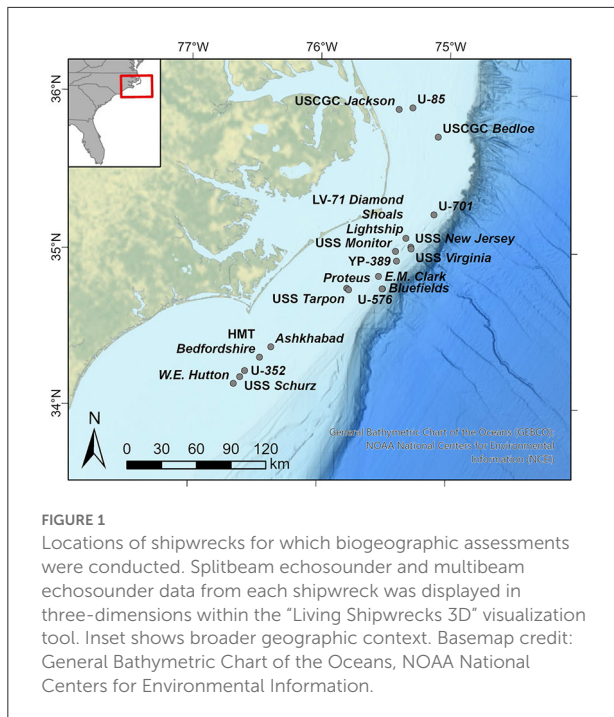 77°W 76°W 75°W
36°N
USCGC Jackson U-85
USCGC Bedloe
LV-71 Diamond
Shoals
Lightship
U-701
USS Monitor
USS New Jersey
YP-389
USS Virginia
35°N
Proteus E.M. Clark
USS Tarpon
Bluefields
U-576
HMT
Bedfordshire
Ashkhabad
W.E. Hutton
U-352
USS Schurz
34°N
N
0 30 60 90 120
km
General Bathymetric Chart of the Oceans (GEBCO);
NOAA National Centers for Environmental
Information (NCEI)
FIGURE 1
Locations of shipwrecks for which biogeographic assessments
were conducted. Splitbeam echosounder and multibeam
echosounder data from each shipwreck was displayed in
three-dimensions within the “Living Shipwrecks 3D” visualization
tool. Inset shows broader geographic context. Basemap credit:
General Bathymetric Chart of the Oceans, NOAA National
Centers for Environmental Information.